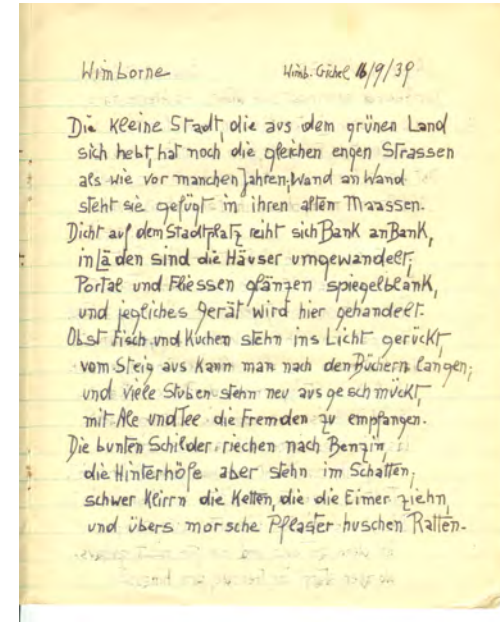 Wimborne Wimb. Gichel 16/9/39
Die kleine Stadt, die aus dem grünen Land
sich hebt, hat noch die gleichen engen Strassen
als wie vor manchen Jahren; Wand an Wand
steht sie gefügt in ihren alten Maassen.
Dicht auf dem Stadtplatz reiht sich Bank an Bank,
in Läden sind die Häuser umgewandelt,
Portal und Fliessen glänzen spiegelblank,
und jegliches Gerät wird hier gehandelt.
Obst Fisch und Kuchen stehn ins Licht gerückt,
vom Steig aus kann man nach den Büchern langen;
und viele Stuben stehn neu ausgeschmückt,
mit Ale und Tee die Fremden zu empfangen.
Die bunten Schilder riechen nach Benzin,
die Hinterhöfe aber stehn im Schatten;
schwer klirrn die Ketten, die die Eimer ziehn,
und übers morsche Pflaster huschen Ratten.